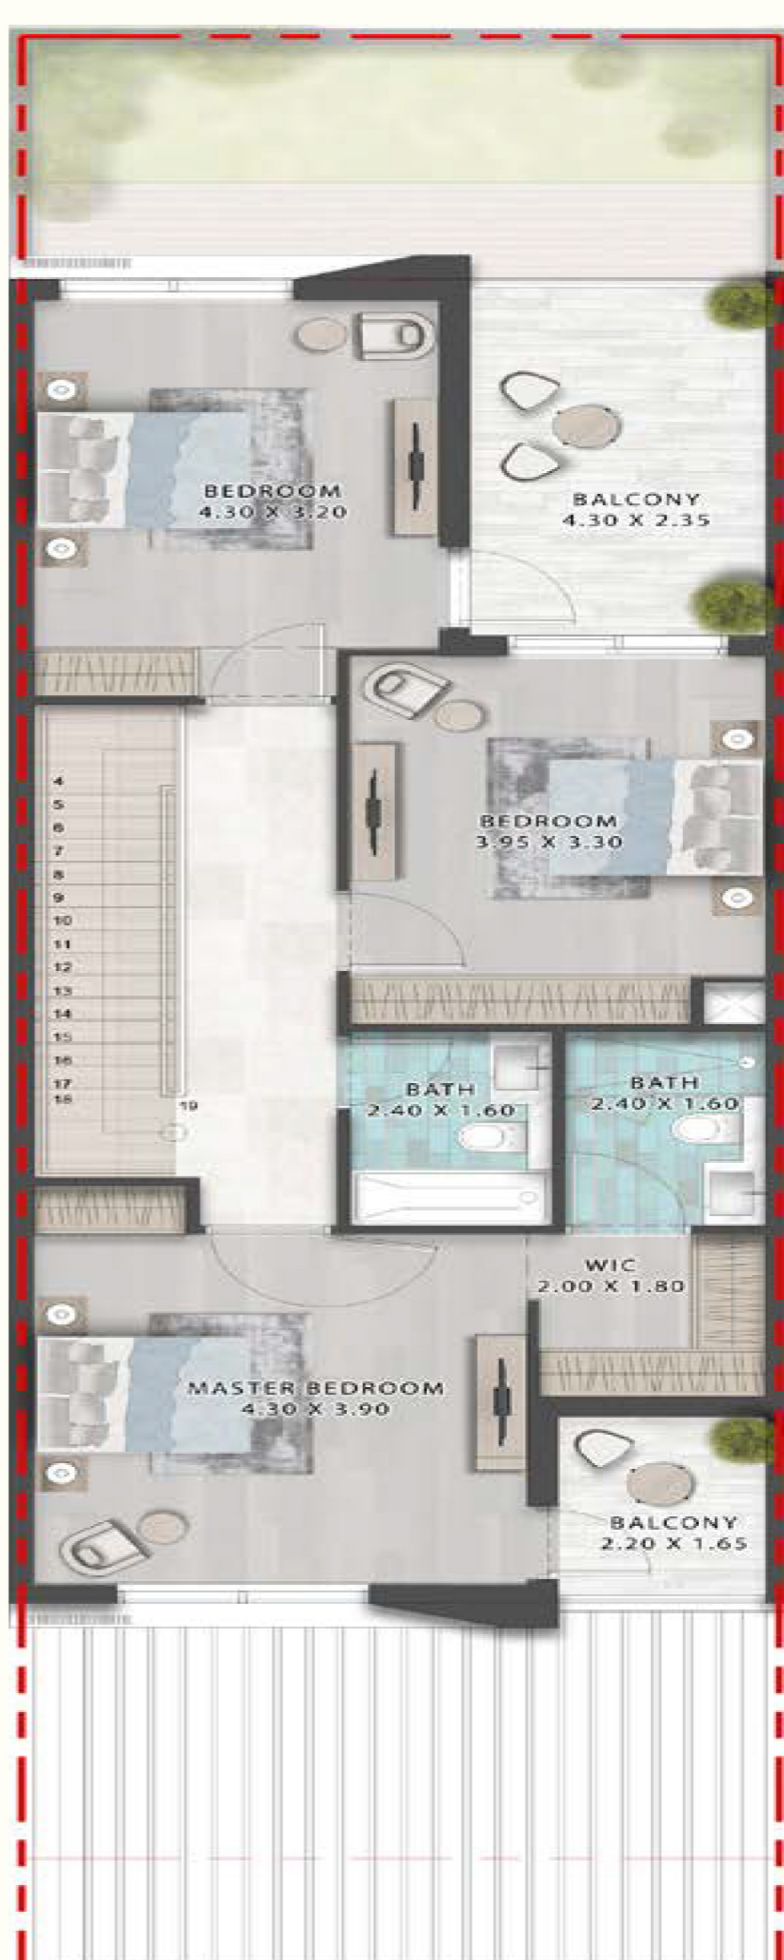 BEDROOM
4.30 X 3.20
BALCONY
4.30 X 2.35
BEDROOM
3.95 X 3.30
4
5
6
7
8
9
10
11
12
13
14
15
16
17
18
19
BATH
2.40 X 1.60
BATH
2.40 X 1.60
WIC
2.00 X 1.80
MASTER BEDROOM
4.30 X 3.90
BALCONY
2.20 X 1.65